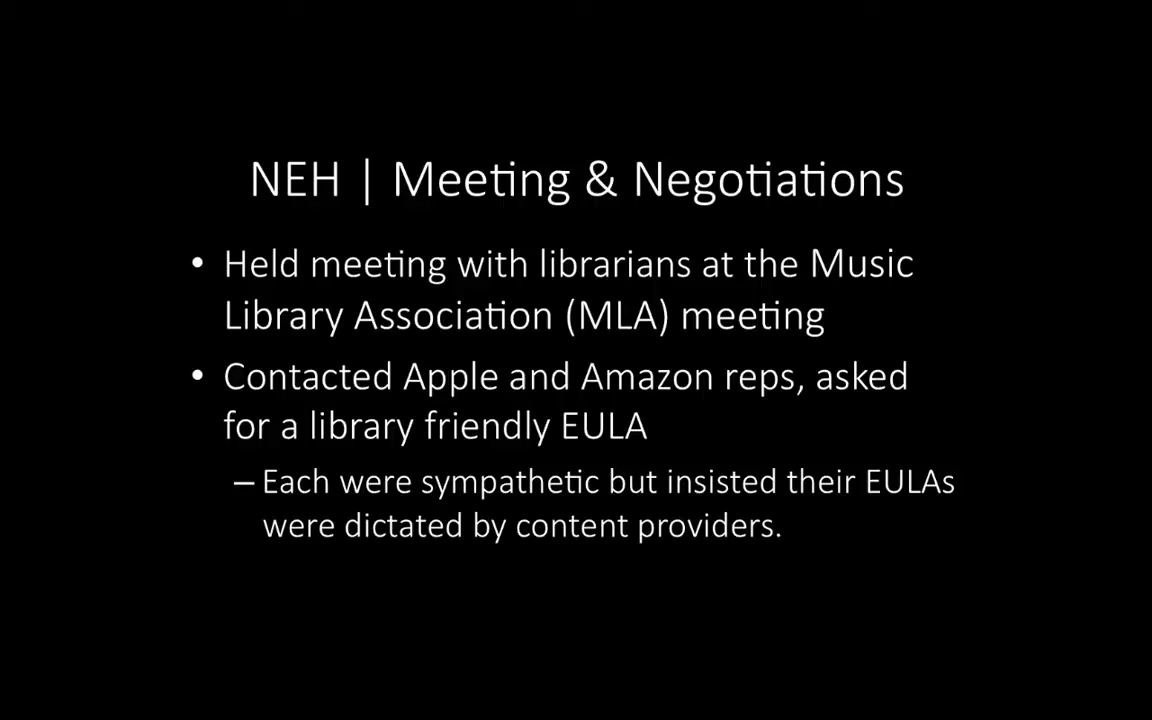 NEH | Meeting & Negotiations
• Held meeting with librarians at the Music
Library Association (MLA) meeting
• Contacted Apple and Amazon reps, asked
for a library friendly EULA
– Each were sympathetic but insisted their EULAs
were dictated by content providers.